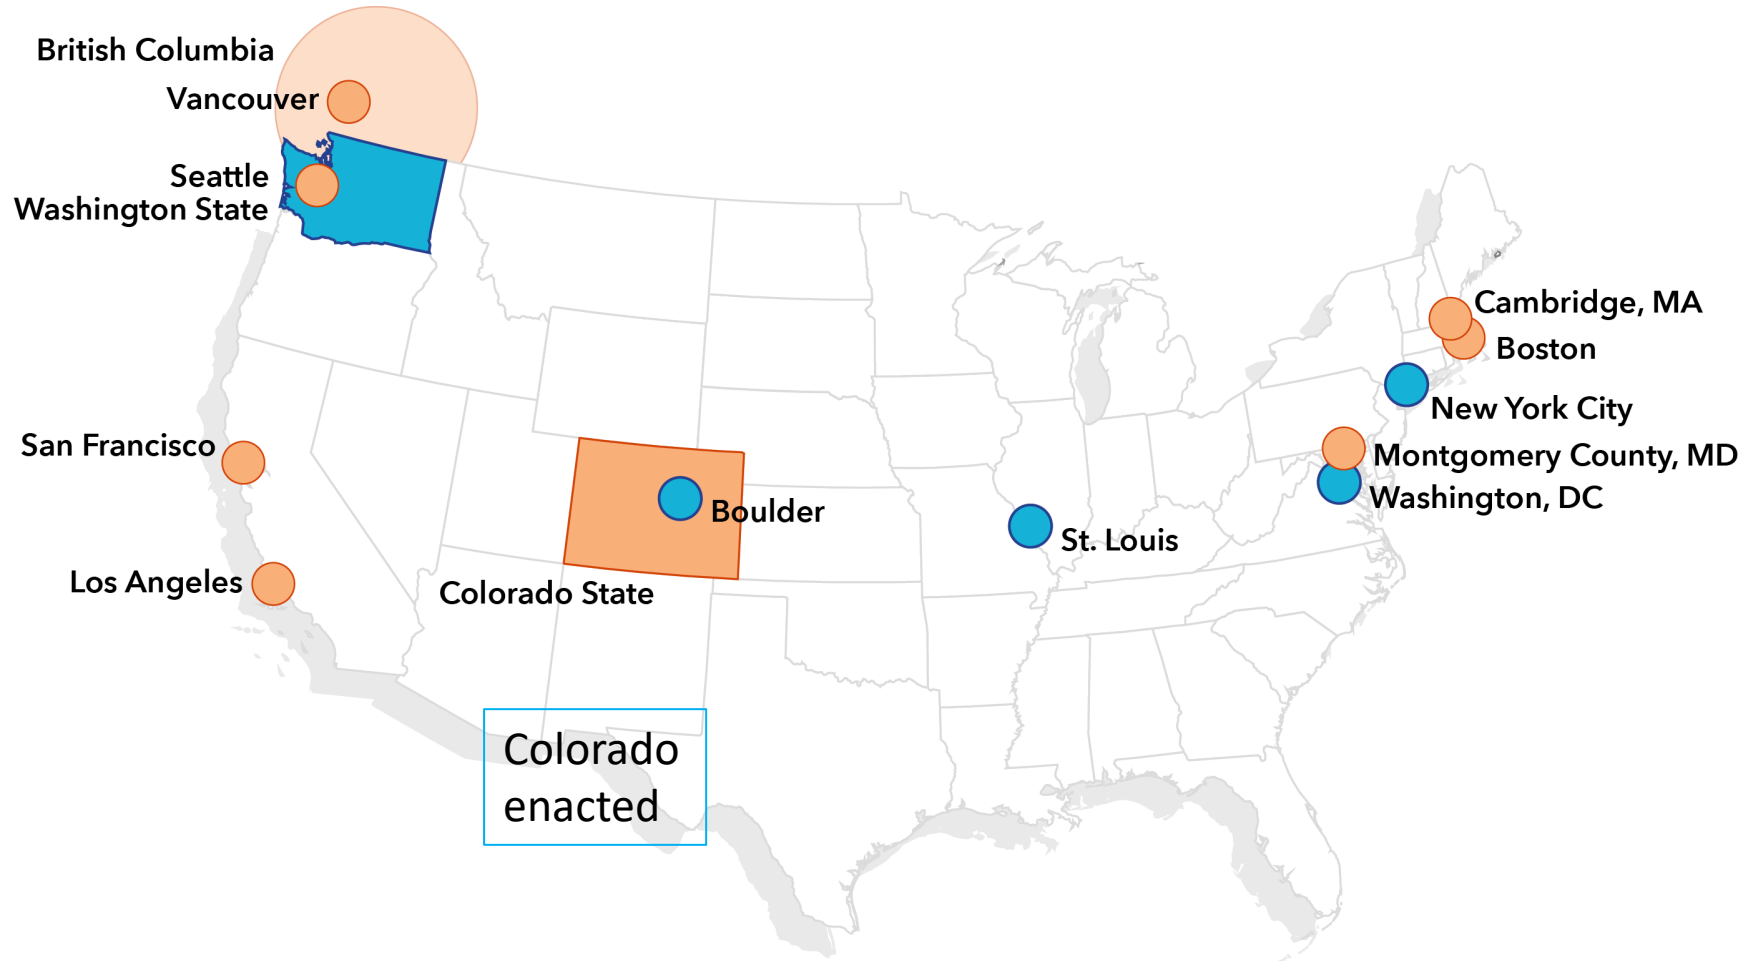 British Columbia
Vancouver
Seattle
Washington State
Cambridge, MA
Boston
New York City
San Francisco
Montgomery County, MD
Washington, DC
Boulder
St. Louis
Los Angeles
Colorado State
Colorado
enacted